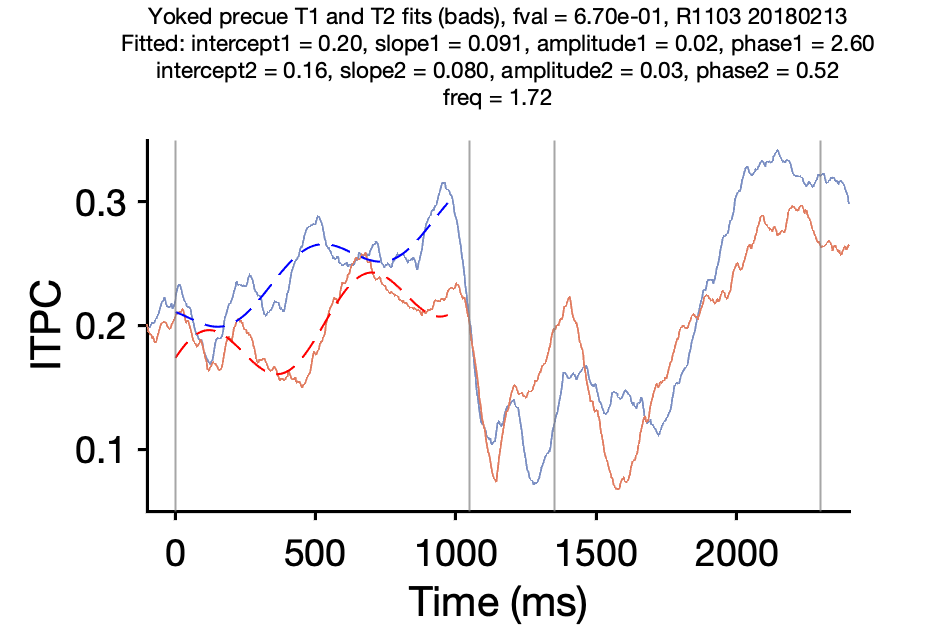 Yoked precue T1 and T2 fits (bads), fval = 6.70e-01, R1103 20180213
Fitted: intercept1 = 0.20, slope1 = 0.091, amplitude1 = 0.02, phase1 = 2.60
intercept2 = 0.16, slope2 = 0.080, amplitude2 = 0.03, phase2 = 0.52
freq = 1.72
0.3
0.2
0.1
ITPC
0 500 1000 1500 2000
Time (ms)